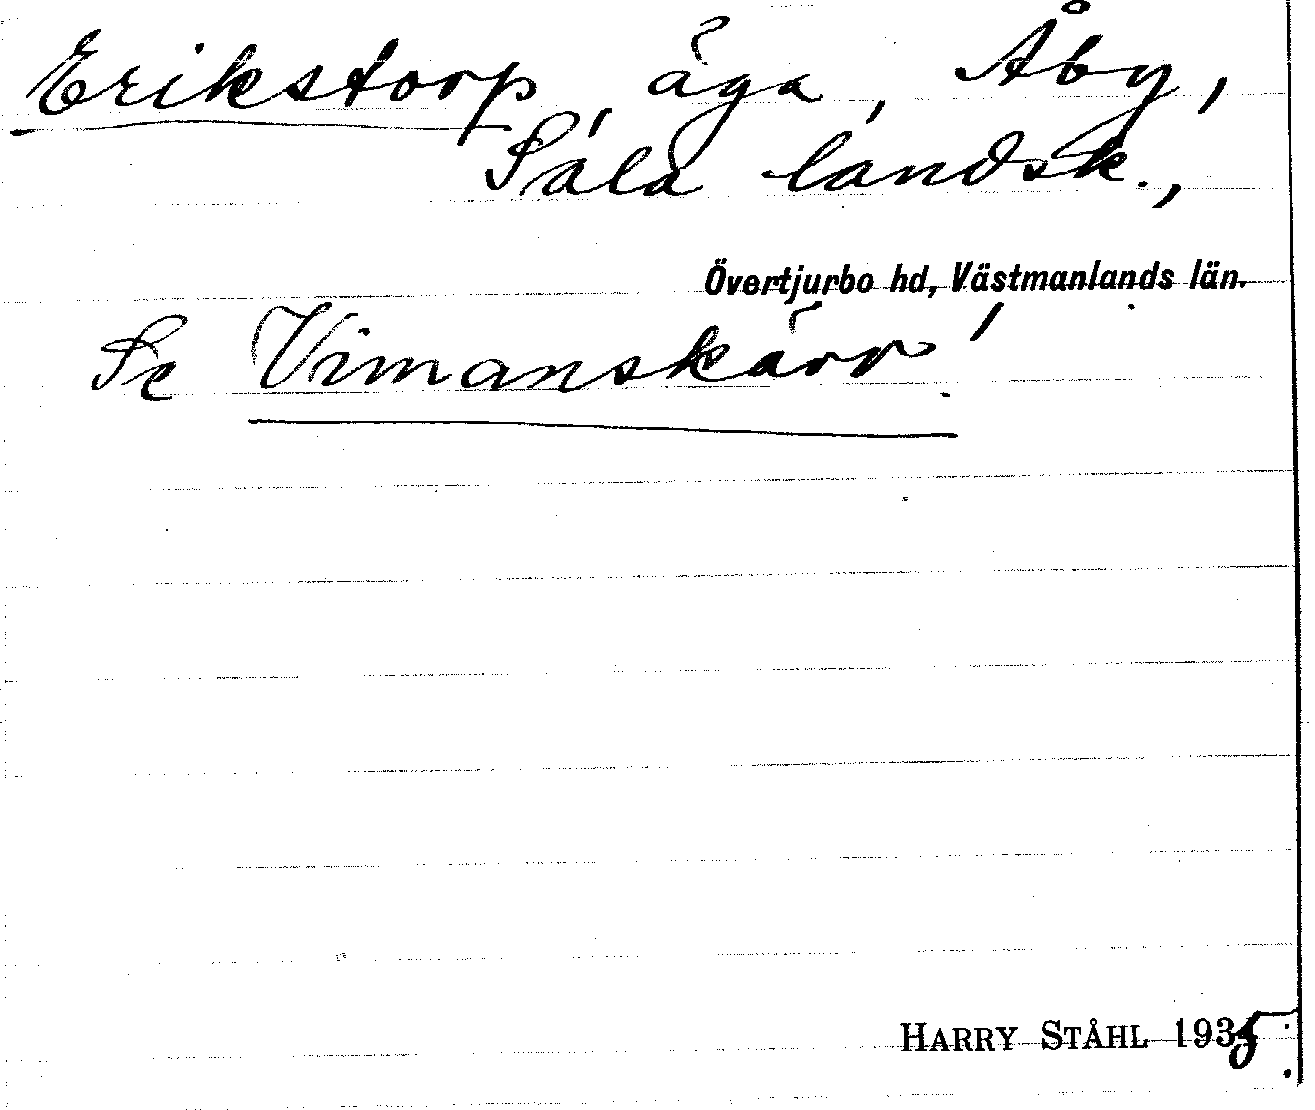 Erikstorp, äga, Åby,
Sala landsk.,
Övertjurbo hd, Västmanlands län.
Se Vimanskärr!
HARRY STÅHL 1935.